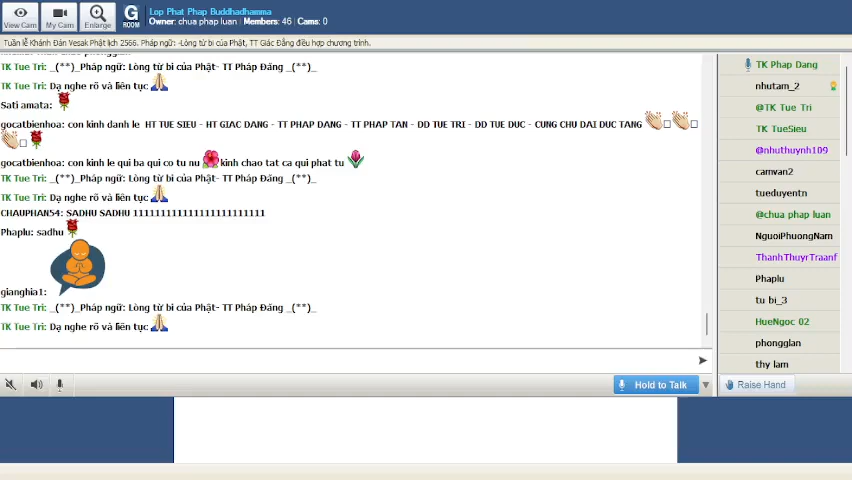 Lop Phat Phap Buddhadhamma
Owner: chua phap luan Members: 46 Cams: 0
View Cam
My Cam
Enlarge
G
ROOM
Tuần lễ Khánh Đản Vesak Phật lịch 2566. Pháp ngữ: -Lòng từ bi của Phật, TT Giác Đẳng điều hợp chương trình.
TK Tue Tri: _(**)_Pháp ngữ: Lòng từ bi của Phật- TT Pháp Đăng _(**)_
TK Tue Tri: Dạ nghe rõ và liên tục
Sati amata:
gocatbienhoa: con kinh danh le HT TUE SIEU - HT GIAC DANG - TT PHAP DANG - TT PHAP TAN - DD TUE TRI - DD TUE DUC - CUNG CHU DAI DUC TANG
gocatbienhoa: con kinh le qui ba qui co tu nu kinh chao tat ca qui phat tu
TK Tue Tri: _(**)_Pháp ngữ: Lòng từ bi của Phật- TT Pháp Đăng _(**)_
TK Tue Tri: Dạ nghe rõ và liên tục
CHAUPHAN54: SADHU SADHU 1111111111111111111111111
Phaplu: sadhu
gianghia1:
TK Tue Tri: _(**)_Pháp ngữ: Lòng từ bi của Phật- TT Pháp Đăng _(**)_
TK Tue Tri: Dạ nghe rõ và liên tục
Hold to Talk
TK Phap Dang
nhutam_2
@TK Tue Tri
TK TueSieu
@nhuthuynh109
camvan2
tueduyentn
@chua phap luan
NguoiPhuongNam
ThanhThuyrTraanf
Phaplu
tu bi_3
HueNgoc 02
phongglan
thy lam
Raise Hand